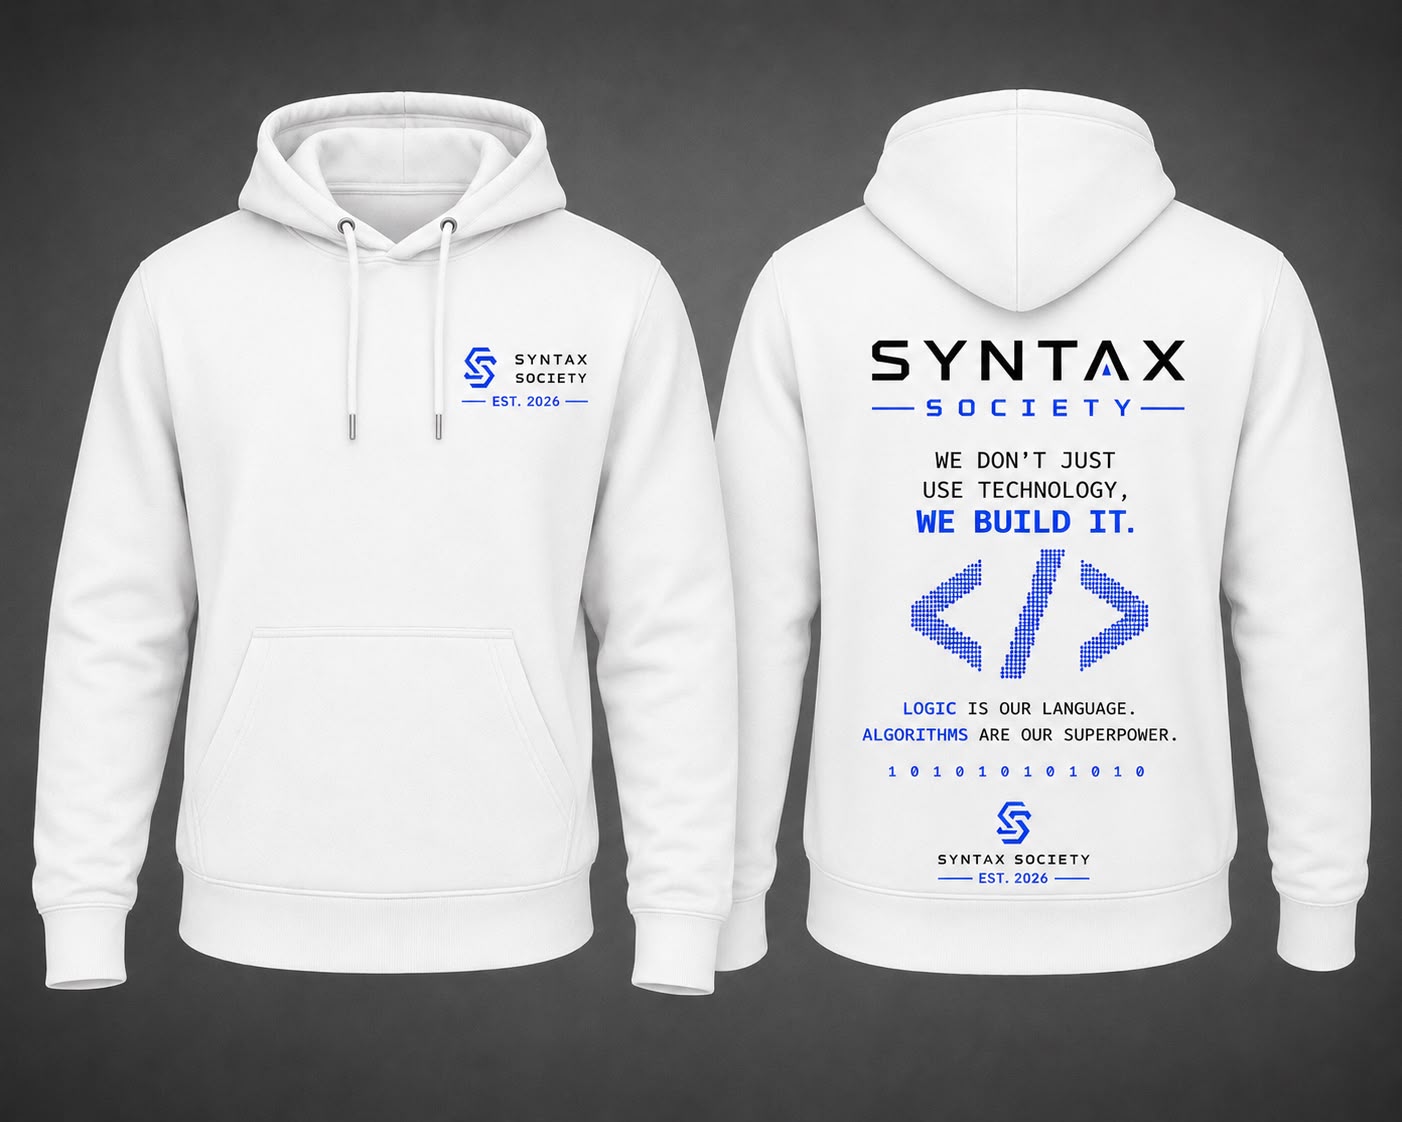 SYNTAX
SOCIETY
EST. 2026
SYNTAX
SOCIETY
WE DON'T JUST
USE TECHNOLOGY,
WE BUILD IT.
</>
LOGIC IS OUR LANGUAGE.
ALGORITHMS ARE OUR SUPERPOWER.
1 0 1 0 1 0 1 0 1 0 1 0
SYNTAX SOCIETY
EST. 2026